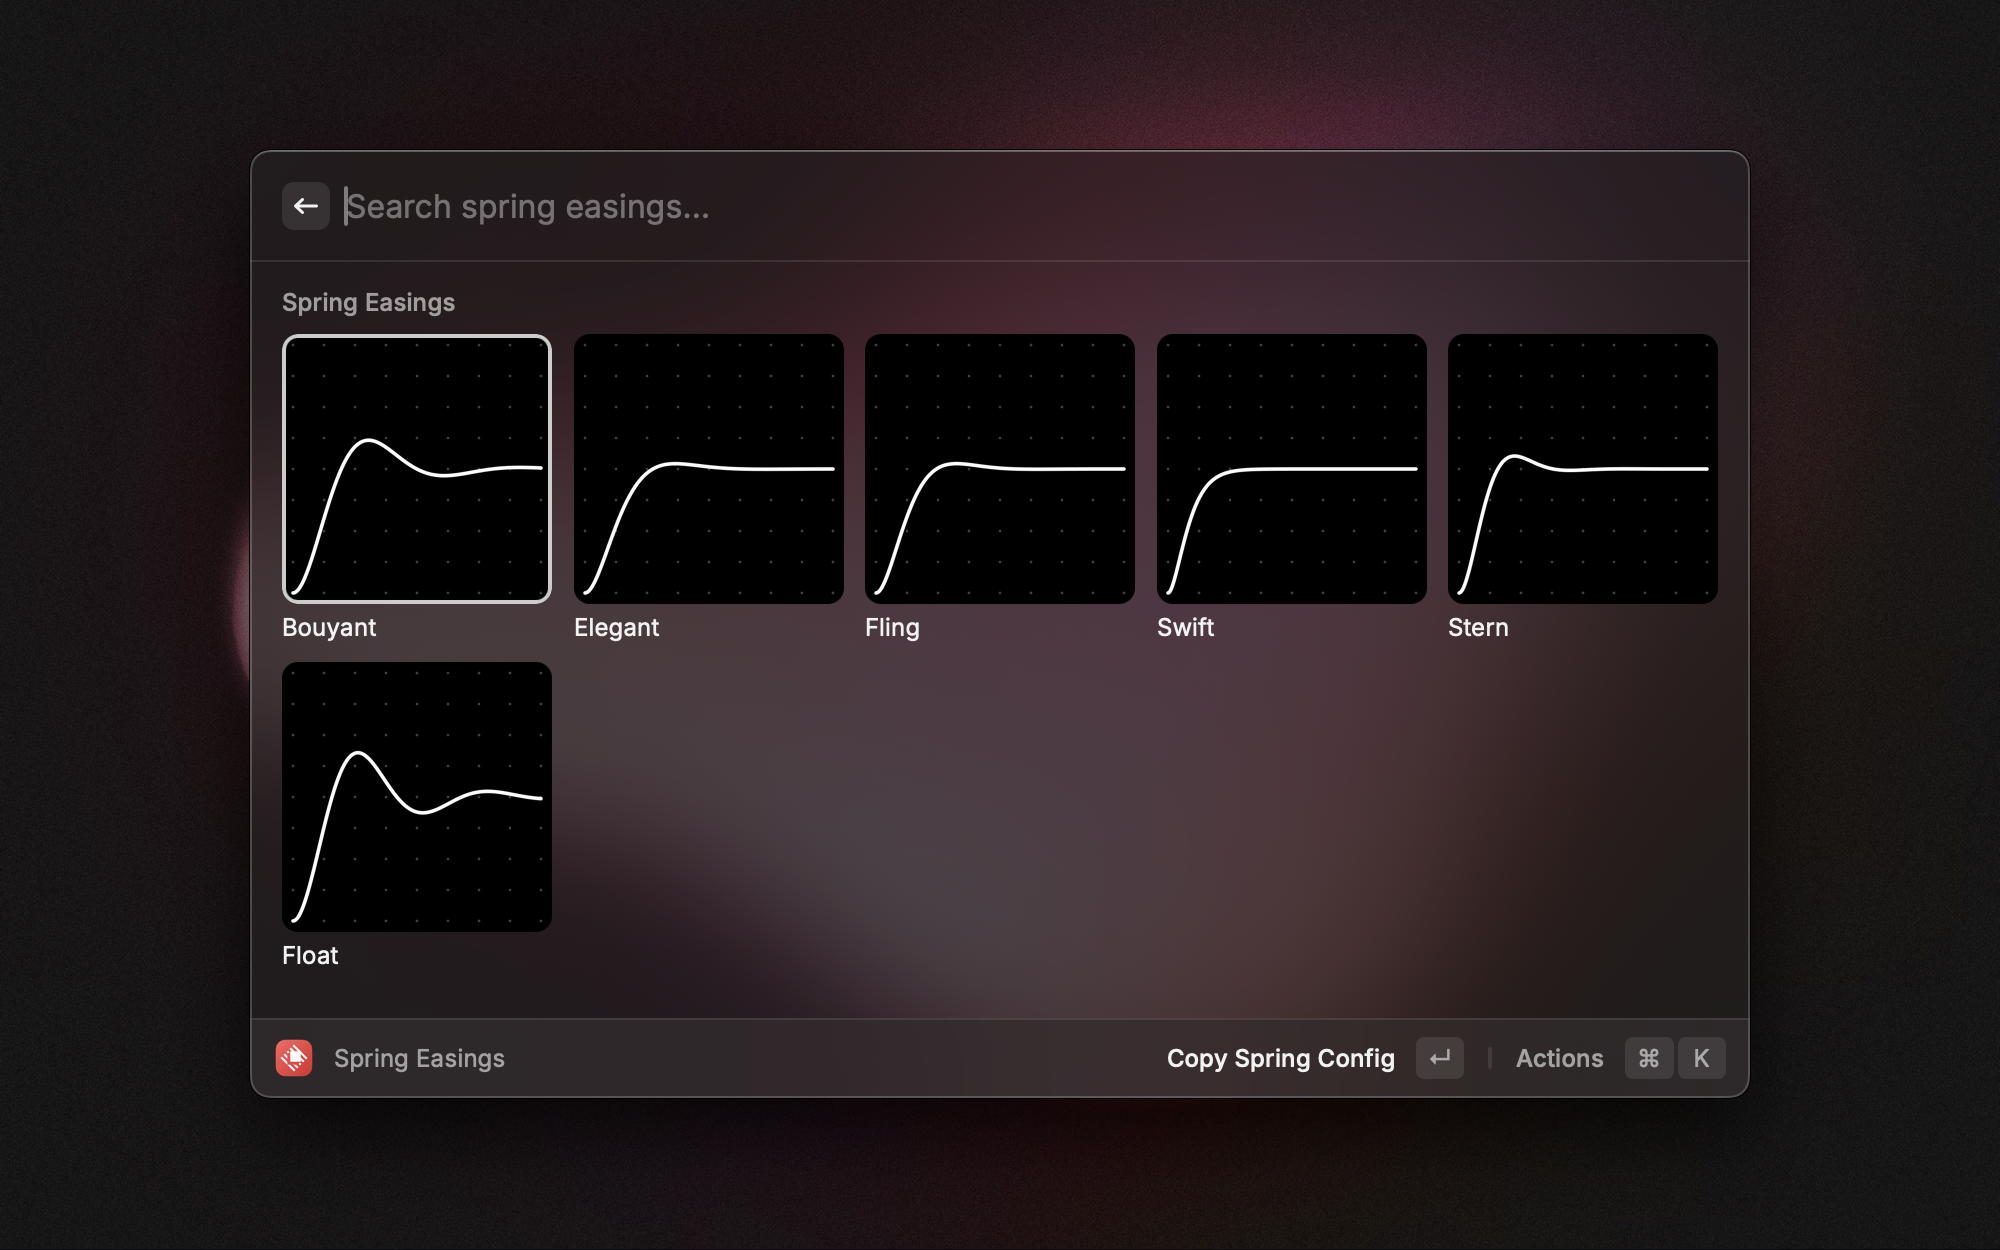 Search spring easings...
Spring Easings
Bouyant
Elegant
Fling
Swift
Stern
Float
Spring Easings
Copy Spring Config
Actions
⌘
K